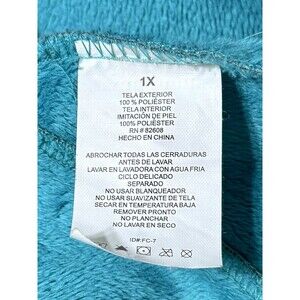 1X
TELA EXTERIOR
100% POLIÉSTER
TELA INTERIOR
IMITACIÓN DE PIEL
100% POLIÉSTER
RN # 82608
HECHO EN CHINA
ABROCHAR TODAS LAS CERRADURAS
ANTES DE LAVAR
LAVAR EN LAVADORA CON AGUA FRIA
CICLO DELICADO
SEPARADO
NO USAR BLANQUEADOR
NO USAR SUAVIZANTE DE TELA
SECAR EN TEMPERATURA BAJA
REMOVER PRONTO
NO PLANCHAR
NO LAVAR EN SECO
ID#:FC-7